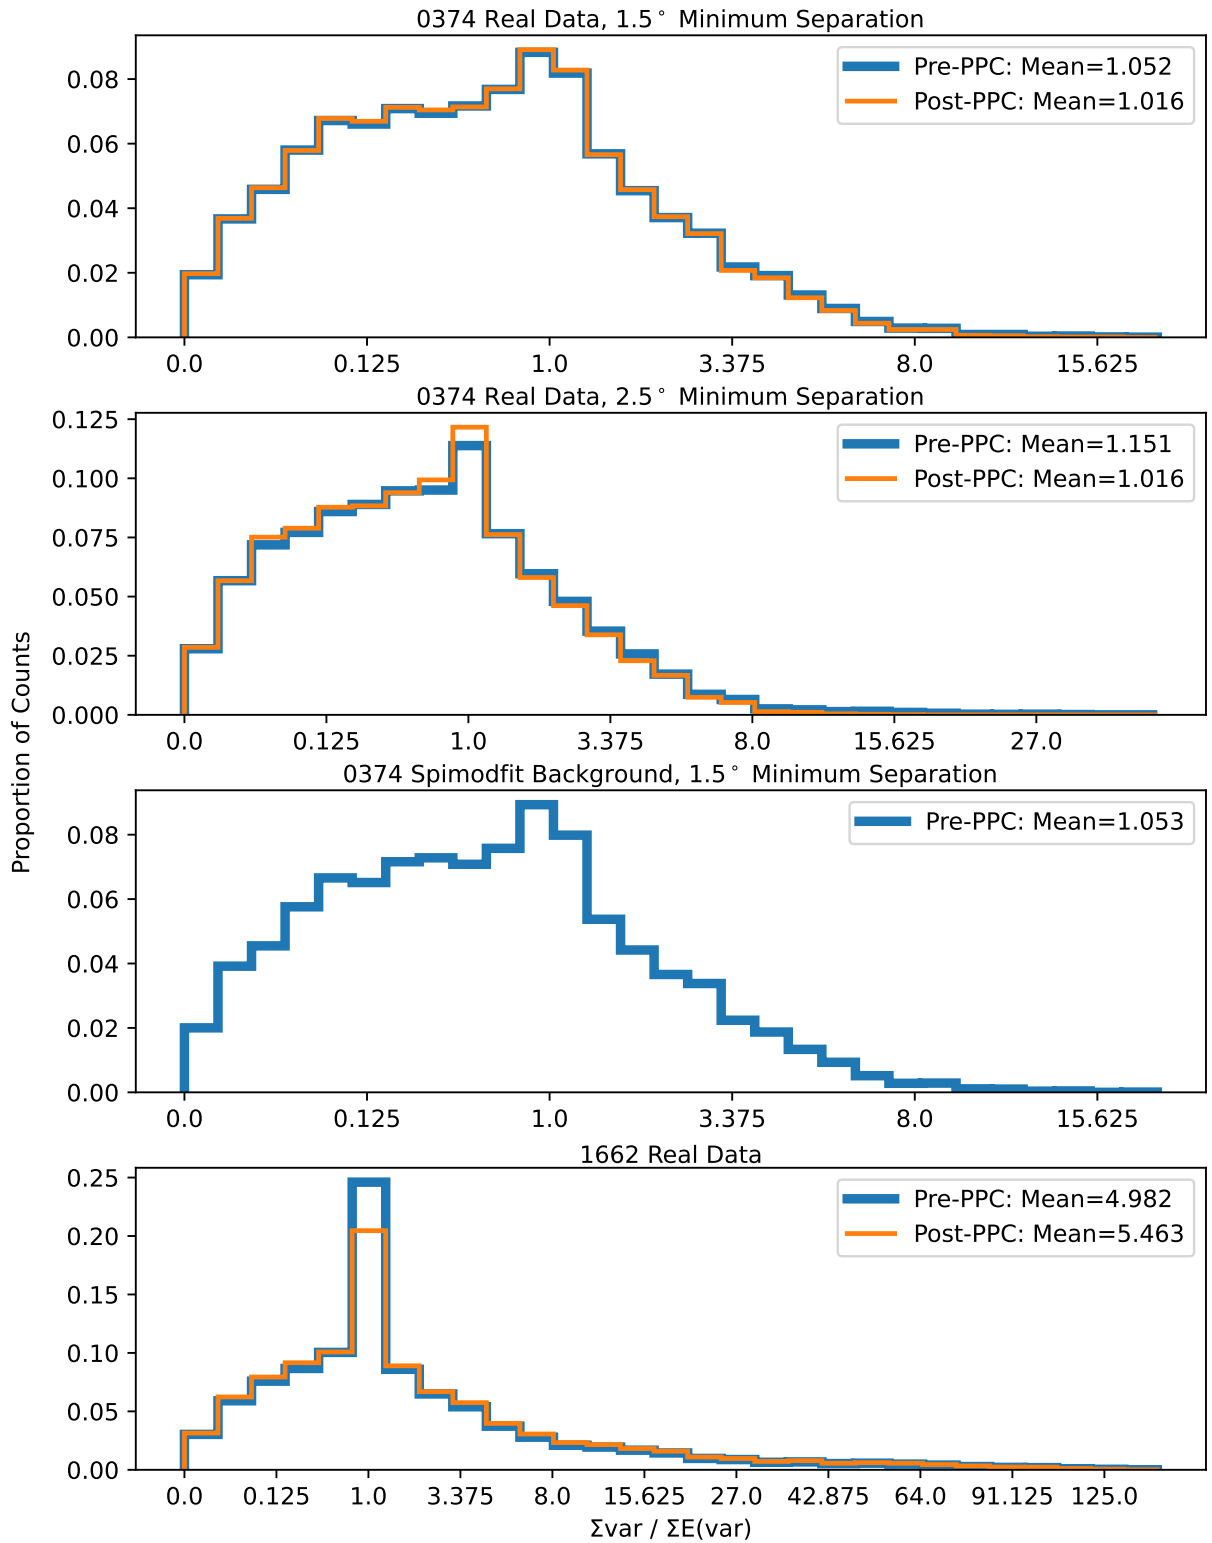 0374 Real Data, 1.5° Minimum Separation
Pre-PPC: Mean=1.052
Post-PPC: Mean=1.016
0.08
0.06
0.04
0.02
0.00
0.0 0.125 1.0 3.375 8.0 15.625
0374 Real Data, 2.5° Minimum Separation
Pre-PPC: Mean=1.151
Post-PPC: Mean=1.016
0.125
0.100
0.075
0.050
0.025
0.000
0.0 0.125 1.0 3.375 8.0 15.625 27.0
Proportion of Counts
0374 Spimodfit Background, 1.5° Minimum Separation
Pre-PPC: Mean=1.053
0.08
0.06
0.04
0.02
0.00
0.0 0.125 1.0 3.375 8.0 15.625
1662 Real Data
Pre-PPC: Mean=4.982
Post-PPC: Mean=5.463
0.25
0.20
0.15
0.10
0.05
0.00
0.0 0.125 1.0 3.375 8.0 15.625 27.0 42.875 64.0 91.125 125.0
Σvar / ΣE(var)